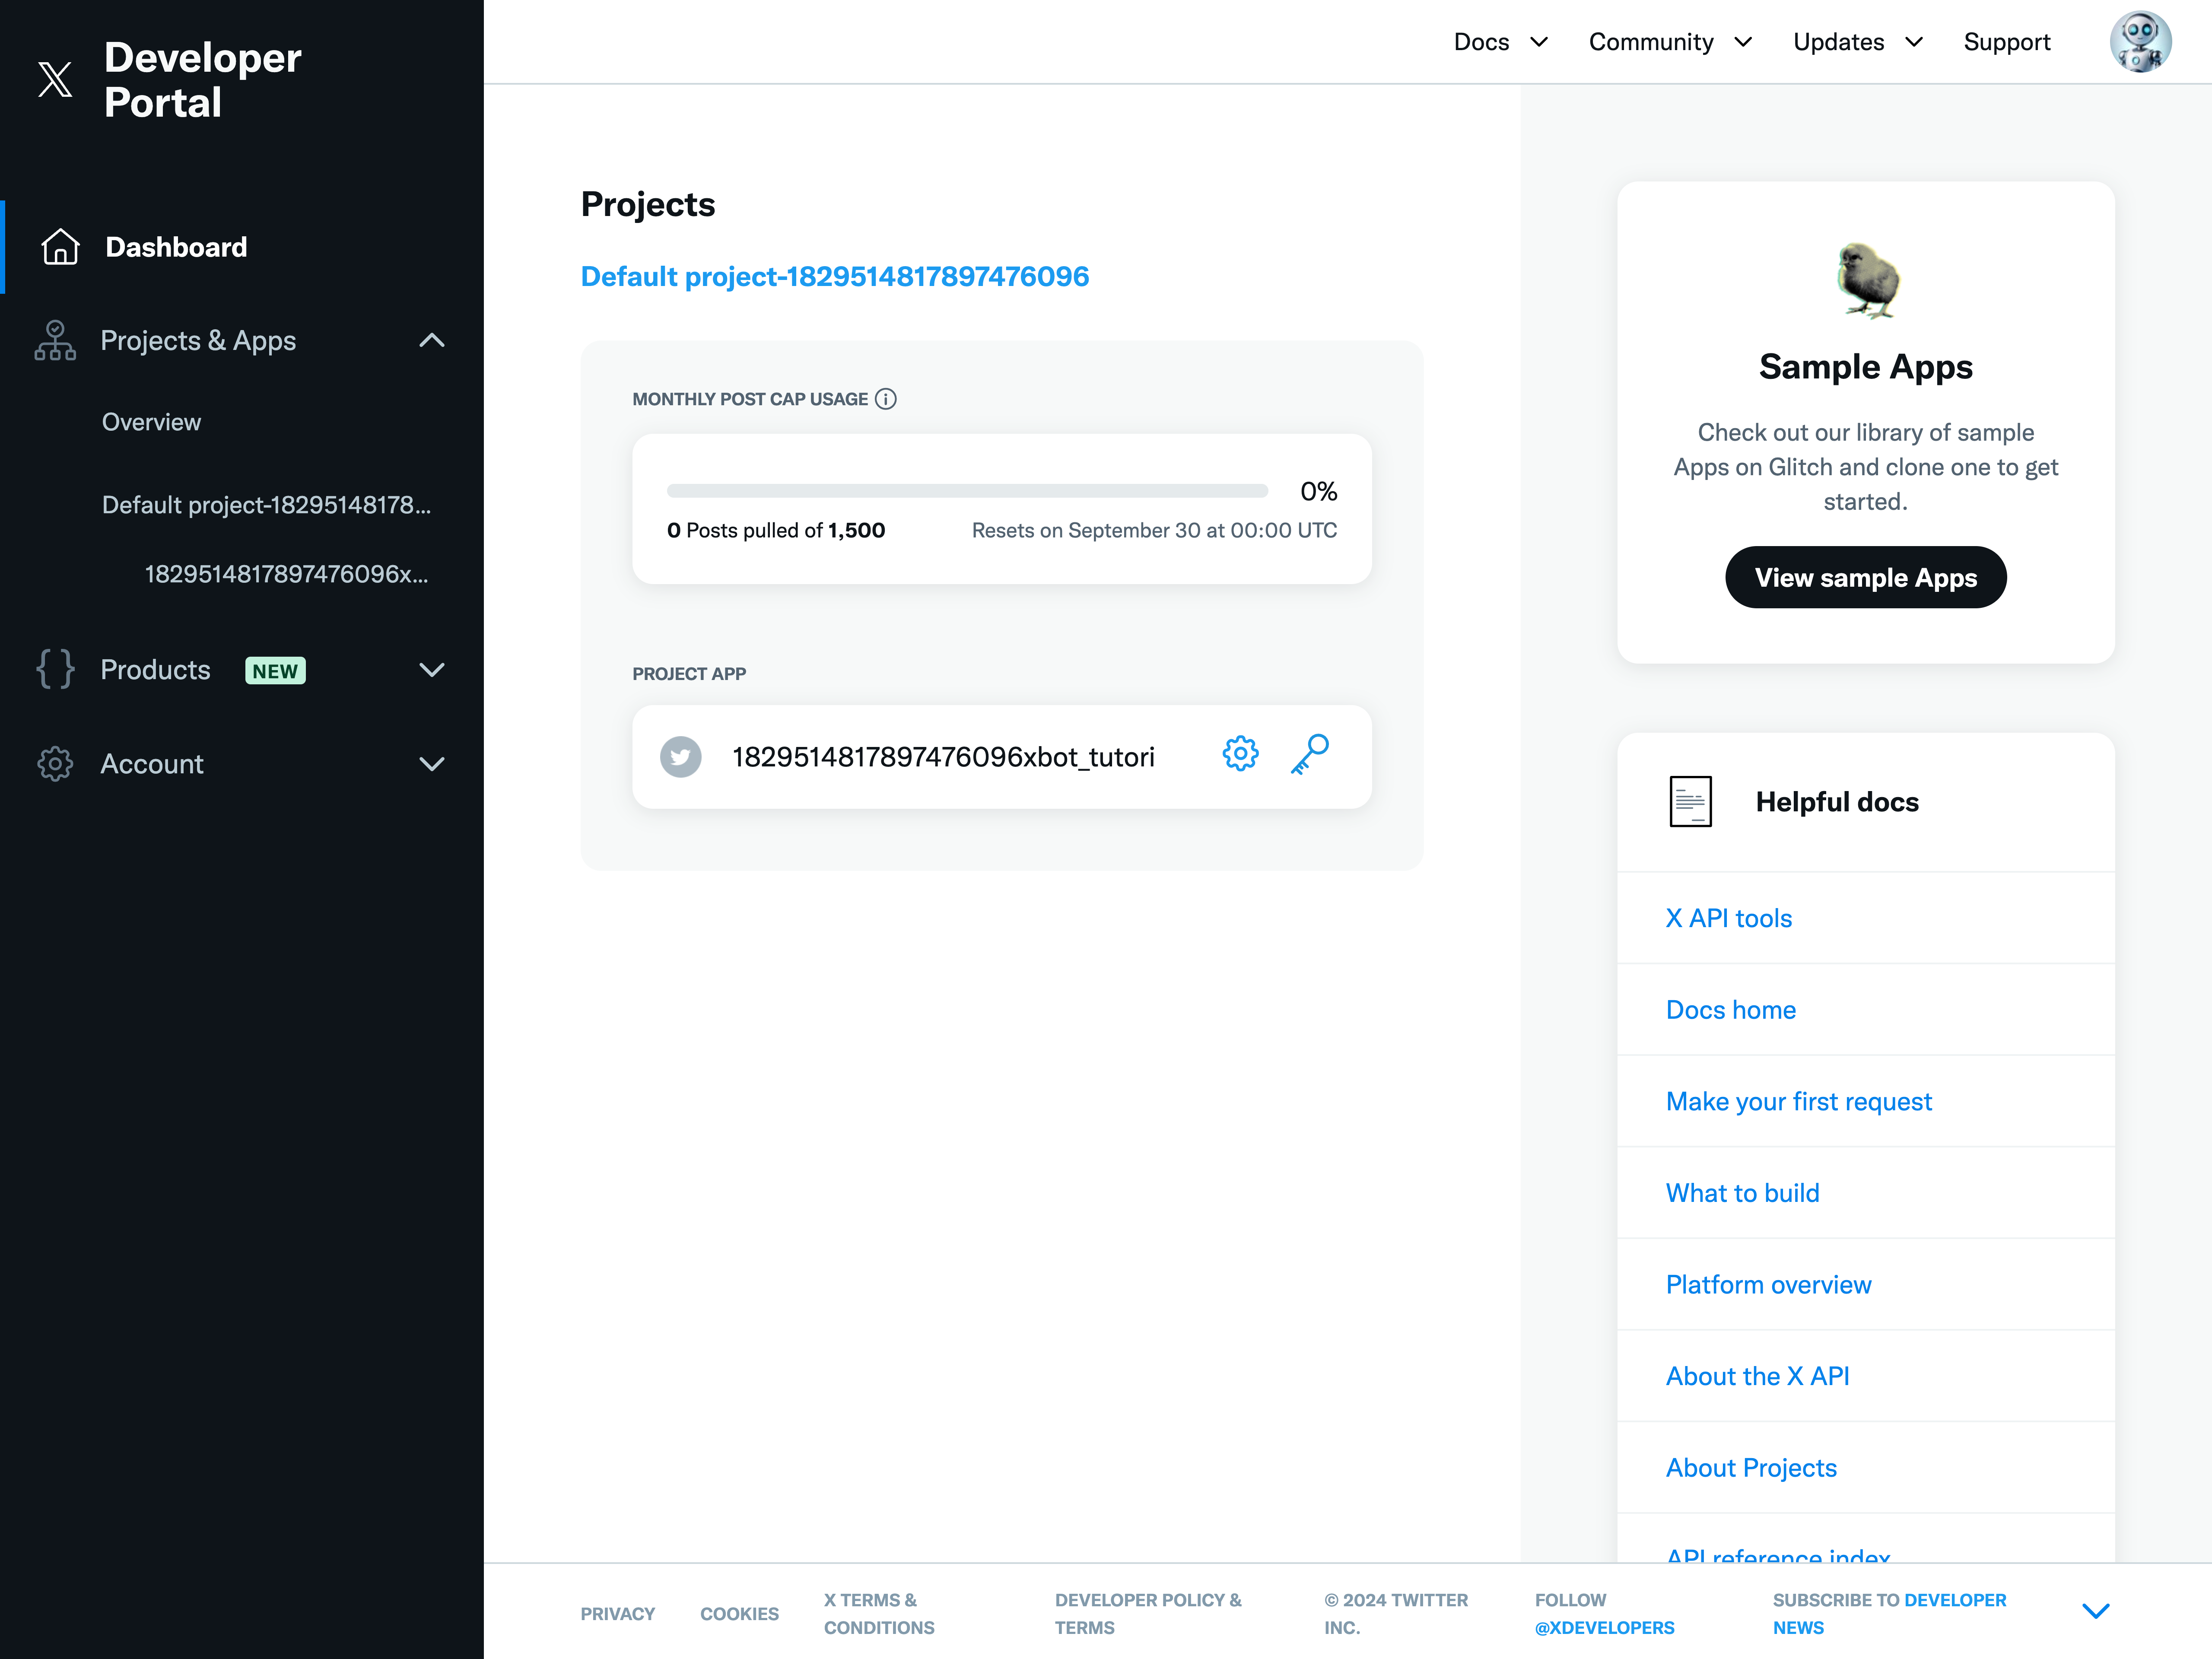 Developer
Portal
Docs
Community
Updates
Support
Dashboard
Projects & Apps
Overview
Default project-18295148178...
1829514817897476096x...
Products NEW
Account
Projects
Default project-1829514817897476096
MONTHLY POST CAP USAGE
0%
0 Posts pulled of 1,500
Resets on September 30 at 00:00 UTC
PROJECT APP
1829514817897476096xbot_tutori
Sample Apps
Check out our library of sample
Apps on Glitch and clone one to get
started.
View sample Apps
Helpful docs
X API tools
Docs home
Make your first request
What to build
Platform overview
About the X API
About Projects
API reference index
PRIVACY
COOKIES
X TERMS &
CONDITIONS
DEVELOPER POLICY &
TERMS
© 2024 TWITTER
INC.
FOLLOW
@XDEVELOPERS
SUBSCRIBE TO DEVELOPER
NEWS